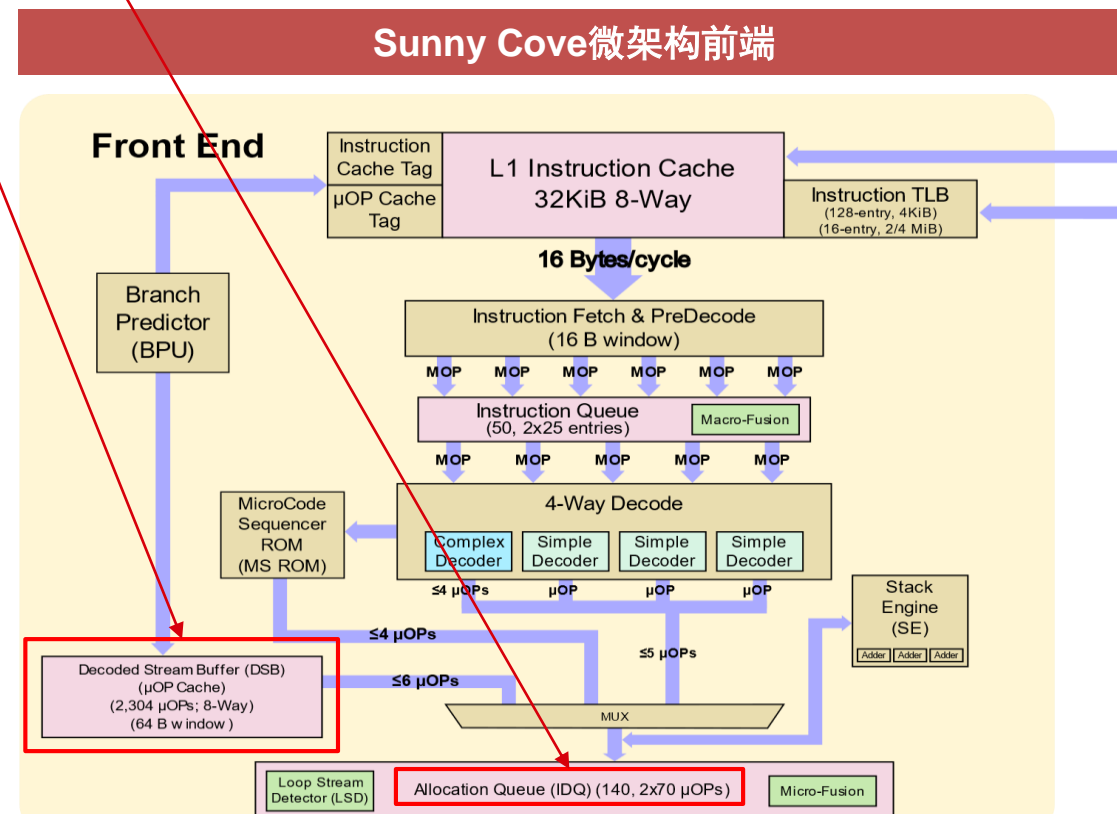 Sunny Cove微架构前端
Front End
Instruction
Cache Tag
µOP Cache
Tag
L1 Instruction Cache
32KiB 8-Way
Instruction TLB
(128-entry, 4KiB)
(16-entry, 2/4 MiB)
16 Bytes/cycle
Branch
Predictor
(BPU)
Instruction Fetch & PreDecode
(16 B window)
MOP MOP MOP MOP MOP MOP
Instruction Queue
(50, 2x25 entries)
Macro-Fusion
MOP MOP MOP MOP MOP
MicroCode
Sequencer
ROM
(MS ROM)
4-Way Decode
Complex
Decoder
Simple
Decoder
Simple
Decoder
Simple
Decoder
≤4 µOPs µOP µOP µOP
Stack
Engine
(SE)
Adder Adder Adder
≤4 µOPs
≤5 µOPs
Decoded Stream Buffer (DSB)
(µOP Cache)
(2,304 µOPs; 8-Way)
(64 B window)
≤6 µOPs
MUX
Loop Stream
Detector (LSD)
Allocation Queue (IDQ) (140, 2x70 µOPs)
Micro-Fusion